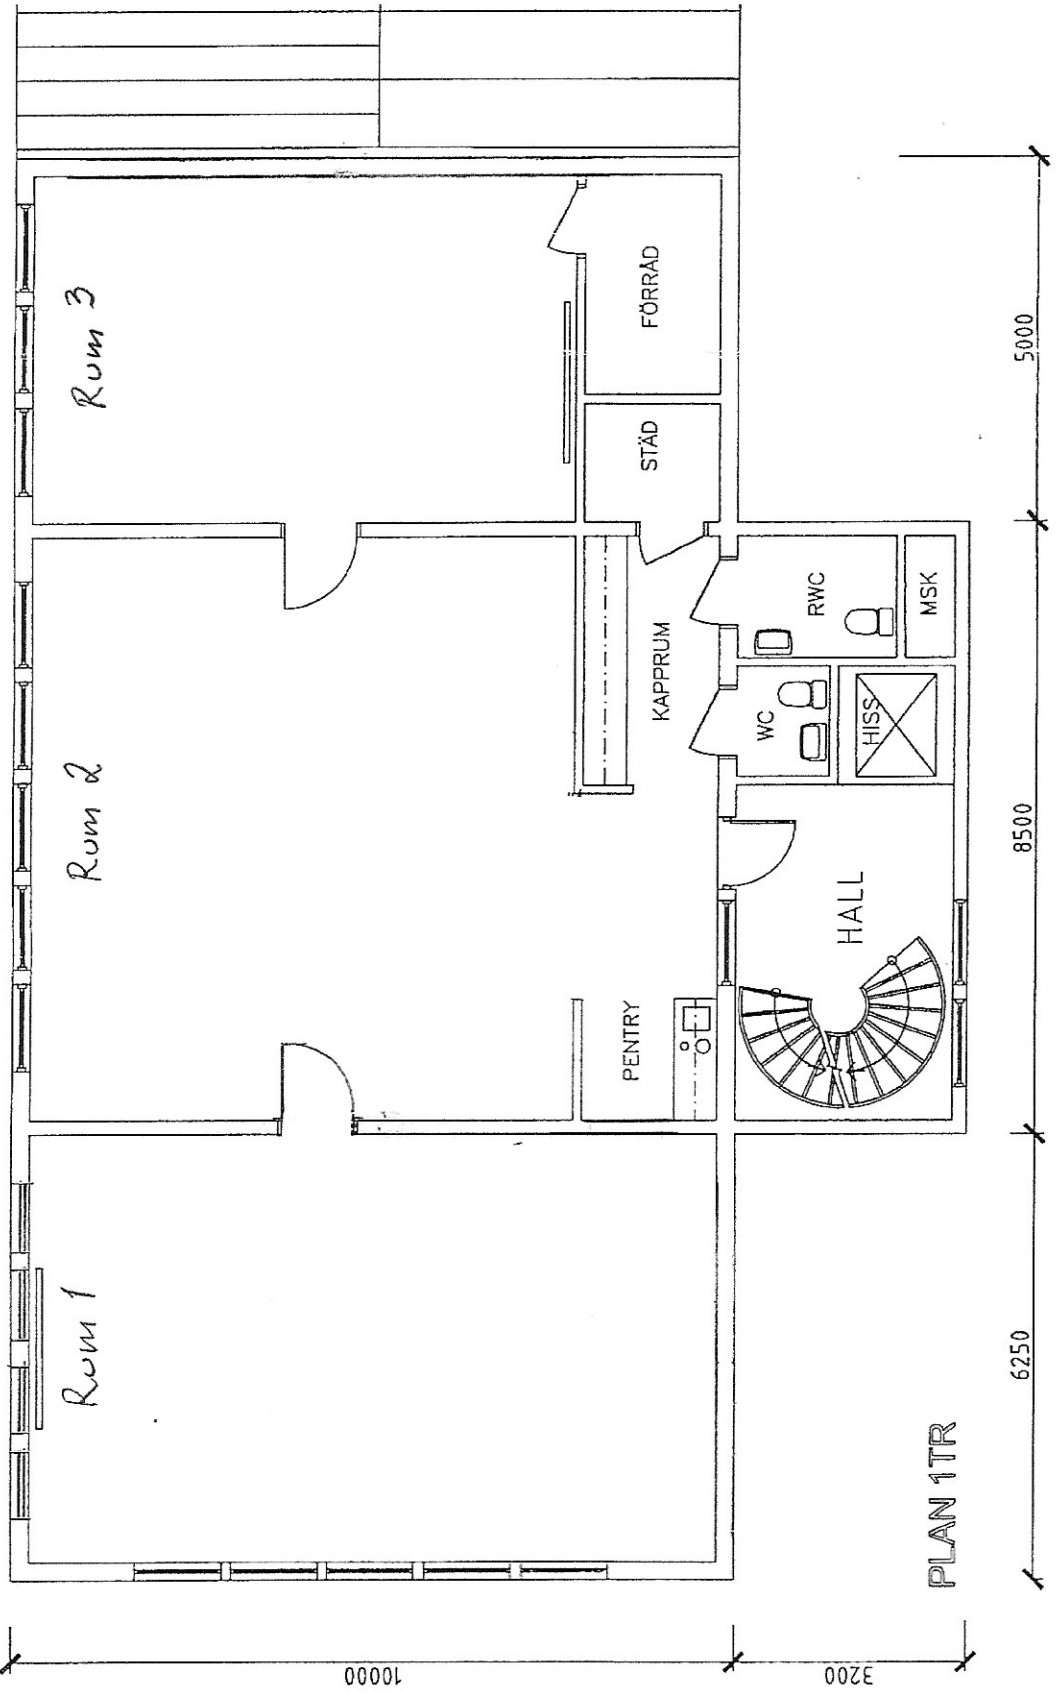 Rum 1
Rum 2
Rum 3
PENTRY
KAPPRUM
STÄD
FÖRRÅD
HALL
WC
HISS
RWC
MSK
10000
3200
PLAN 1TR
6250
8500
5000